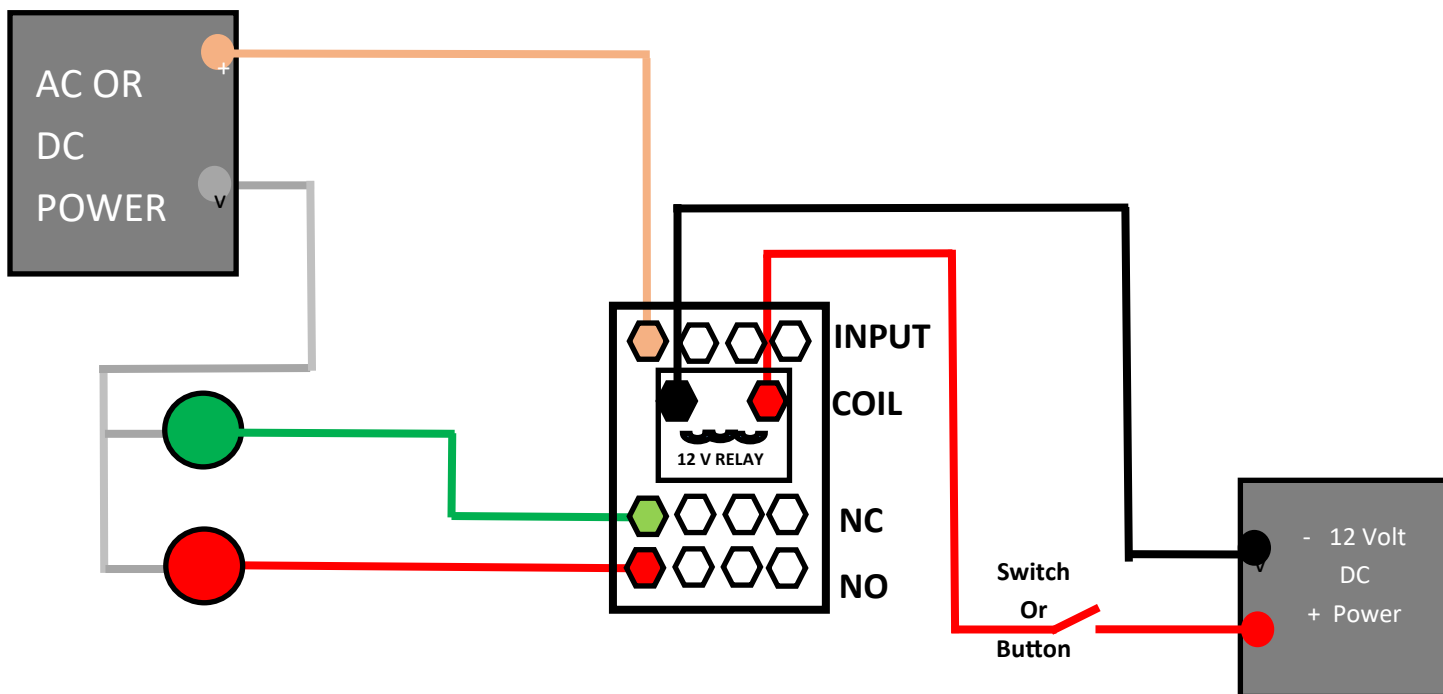 AC OR
DC
POWER
+
v
INPUT
COIL
12 V RELAY
NC
NO
Switch
Or
Button
- 12 Volt
DC
+ Power
v